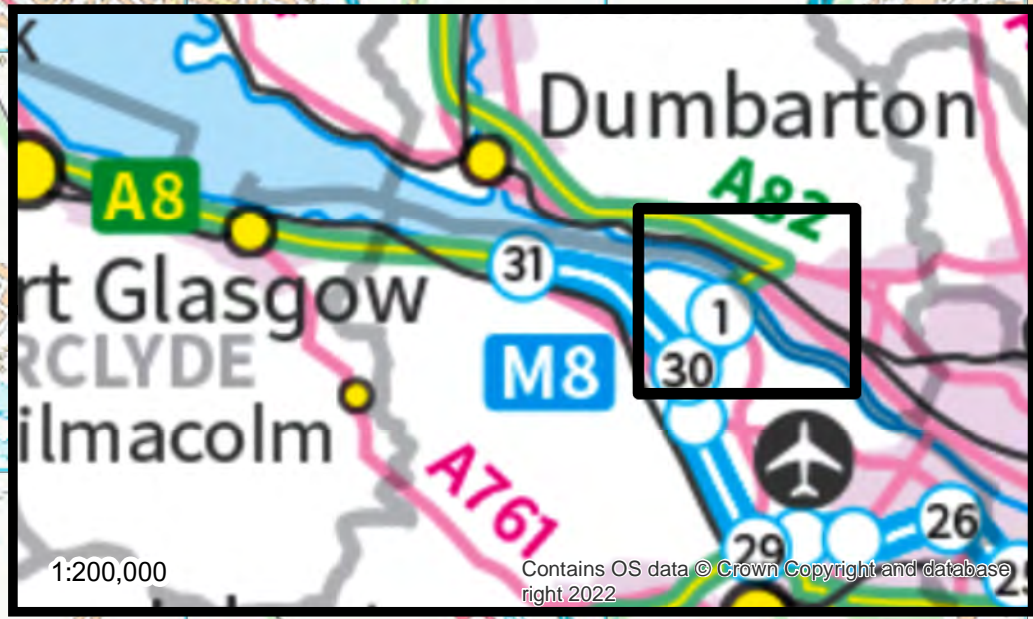 Dumbarton
A82
A8
31
rt Glasgow
1
RCLYDE
M8
30
ilmacolm
A761
26
29
1:200,000
Contains OS data © Crown Copyright and database
right 2022